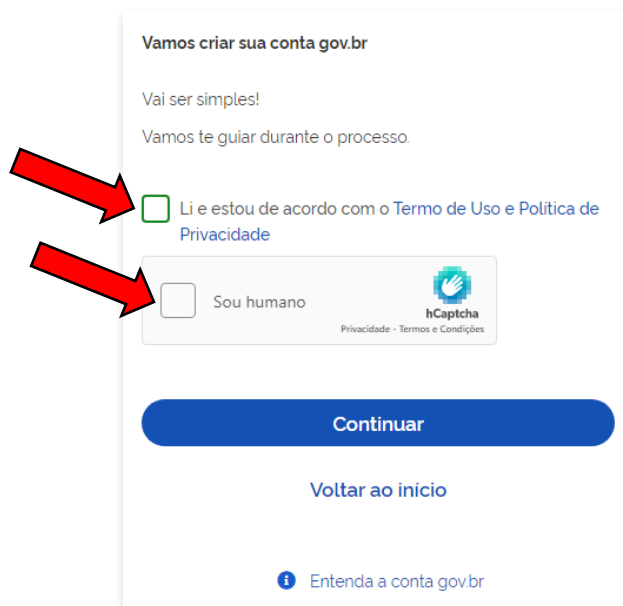 Vamos criar sua conta gov.br
Vai ser simples!
Vamos te guiar durante o processo.
Li e estou de acordo com o Termo de Uso e Política de
Privacidade
Sou humano
hCaptcha
Privacidade - Termos e Condições
Continuar
Voltar ao início
Entenda a conta gov.br